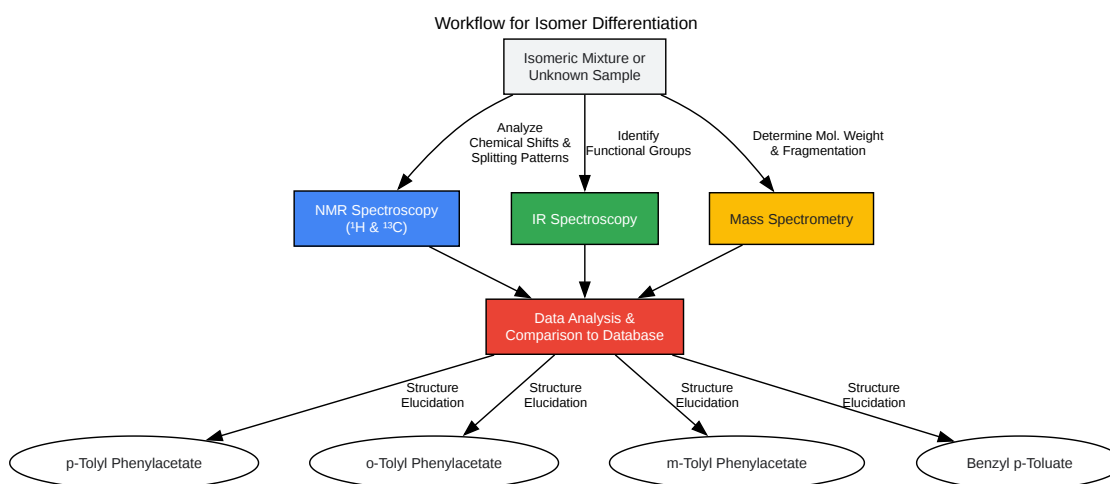 Workflow for Isomer Differentiation
Isomeric Mixture or
Unknown Sample
Analyze
Chemical Shifts &
Splitting Patterns
Identify
Functional Groups
Determine Mol. Weight
& Fragmentation
NMR Spectroscopy
(¹H & ¹³C)
IR Spectroscopy
Mass Spectrometry
Data Analysis &
Comparison to Database
Structure
Elucidation
Structure
Elucidation
Structure
Elucidation
Structure
Elucidation
p-Tolyl Phenylacetate
o-Tolyl Phenylacetate
m-Tolyl Phenylacetate
Benzyl p-Toluate